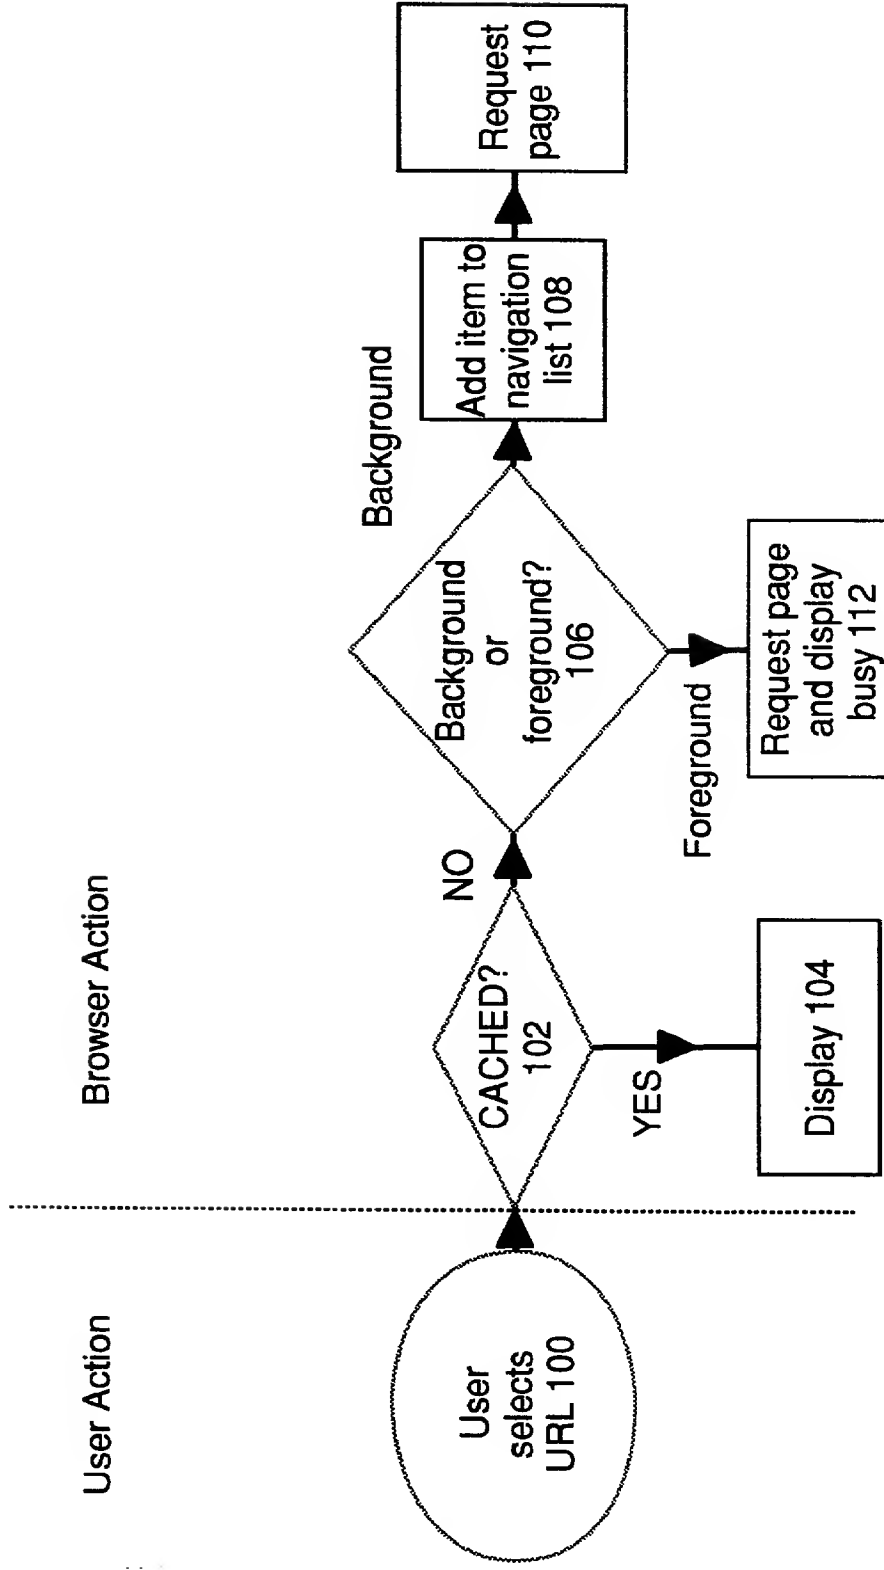 User Action
Browser Action
User
selects
URL 100
CACHED?
102
NO
YES
Display 104
Background
or
foreground?
106
Background
Foreground
Add item to
navigation
list 108
Request
page 110
Request page
and display
busy 112